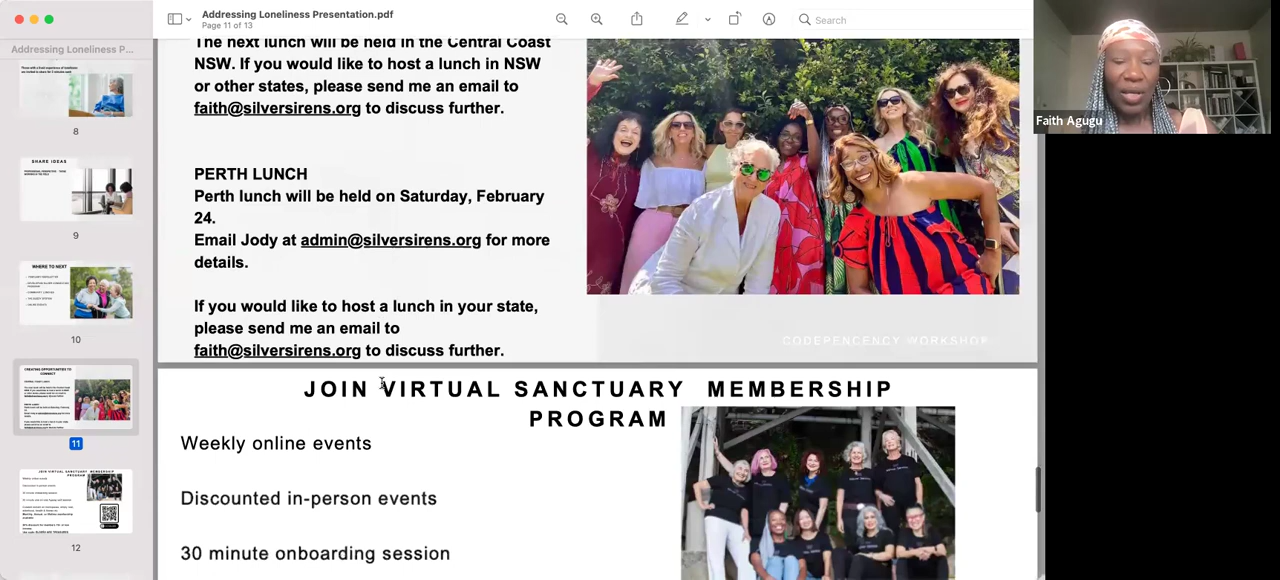 Addressing Loneliness Presentation.pdf
Page 11 of 13
Search
Addressing Loneliness P...
8
SHARE IDEAS
9
WHERE TO NEXT
10
CREATING OPPORTUNITIES TO
CONNECT
11
JOIN VIRTUAL SANCTUARY MEMBERSHIP
PROGRAM
12
The next lunch will be held in the Central Coast
NSW. If you would like to host a lunch in NSW
or other states, please send me an email to
faith@silversirens.org to discuss further.
PERTH LUNCH
Perth lunch will be held on Saturday, February
24.
Email Jody at admin@silversirens.org for more
details.
If you would like to host a lunch in your state,
please send me an email to
faith@silversirens.org to discuss further.
CODEPENCENCY WORKSHOP
JOIN VIRTUAL SANCTUARY MEMBERSHIP
PROGRAM
Weekly online events
Discounted in-person events
30 minute onboarding session
Faith Agugu